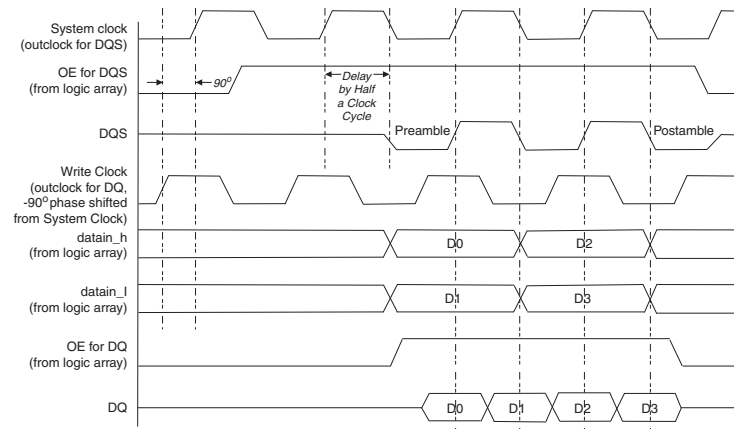 System clock
(outclock for DQS)
OE for DQS
(from logic array)
90°
Delay
by Half
a Clock
Cycle
DQS
Preamble
Postamble
Write Clock
(outclock for DQ,
-90° phase shifted
from System Clock)
datain_h
(from logic array)
D0
D2
datain_l
(from logic array)
D1
D3
OE for DQ
(from logic array)
DQ
D0
D1
D2
D3